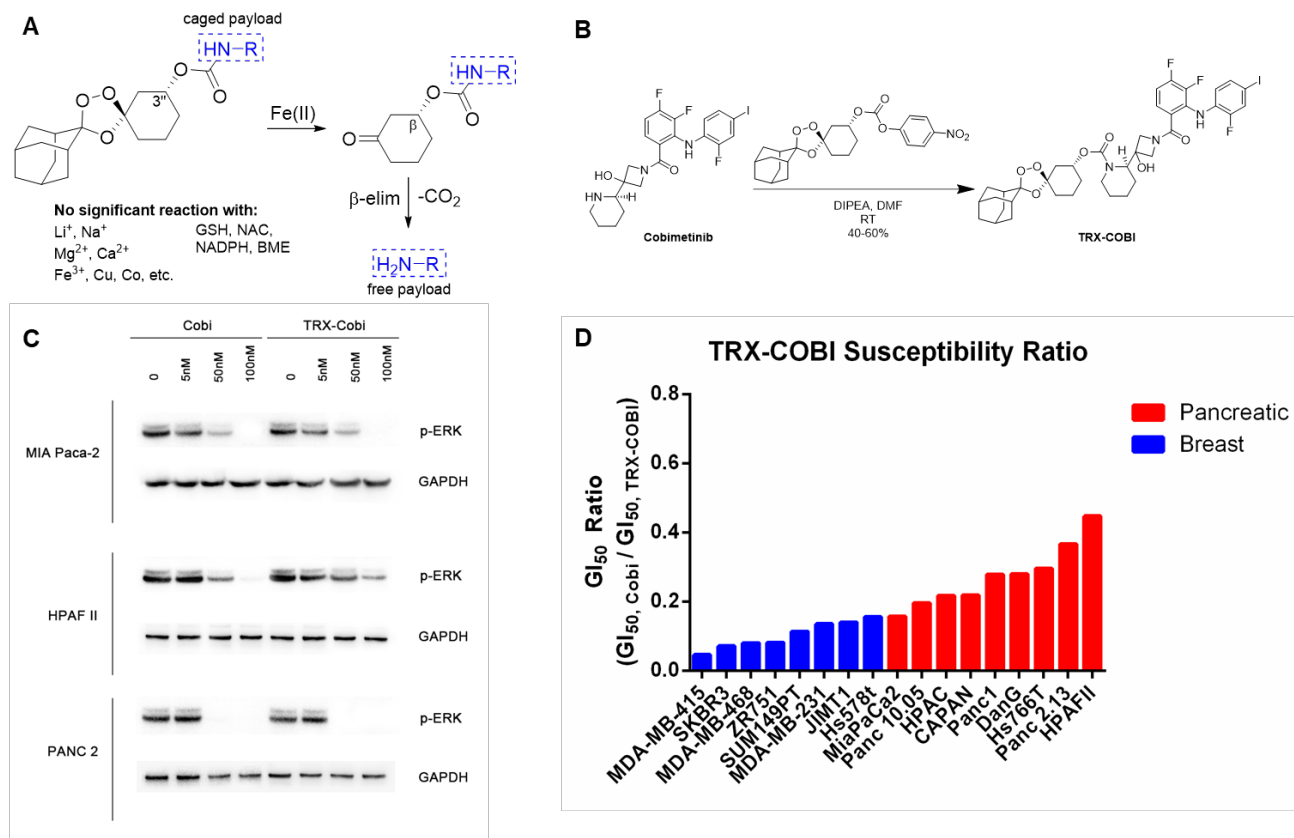 A
caged payload
HN–R
O
O
3''
O–O
O
Fe(II)
HN–R
O
O
β
O
β-elim
-CO₂
H₂N–R
free payload
No significant reaction with:
Li⁺, Na⁺
Mg²⁺, Ca²⁺
Fe³⁺, Cu, Co, etc.
GSH, NAC,
NADPH, BME
B
F
F
I
N
H
F
N
O
HO
HN
H
Cobimetinib
O–O
O
O
O
O
NO₂
DIPEA, DMF
RT
40-60%
F
F
I
N
H
F
N
O
O
O
N
H
OH
O–O
O
TRX-COBI
C
Cobi
TRX-Cobi
0
5nM
50nM
100nM
0
5nM
50nM
100nM
MIA Paca-2
p-ERK
GAPDH
HPAF II
p-ERK
GAPDH
PANC 2
p-ERK
GAPDH
D
TRX-COBI Susceptibility Ratio
GI₅₀ Ratio
(GI₅₀, Cobi / GI₅₀, TRX-COBI)
0.8
0.6
0.4
0.2
0.0
Pancreatic
Breast
MDA-MB-415
SKBR3
MDA-MB-468
ZR751
SUM149PT
MDA-MB-231
JIMT1
Hs578t
MiaPaCa2
Panc 10.05
HPAC
CAPAN
Panc1
DanG
Hs766T
Panc 2.13
HPAFII